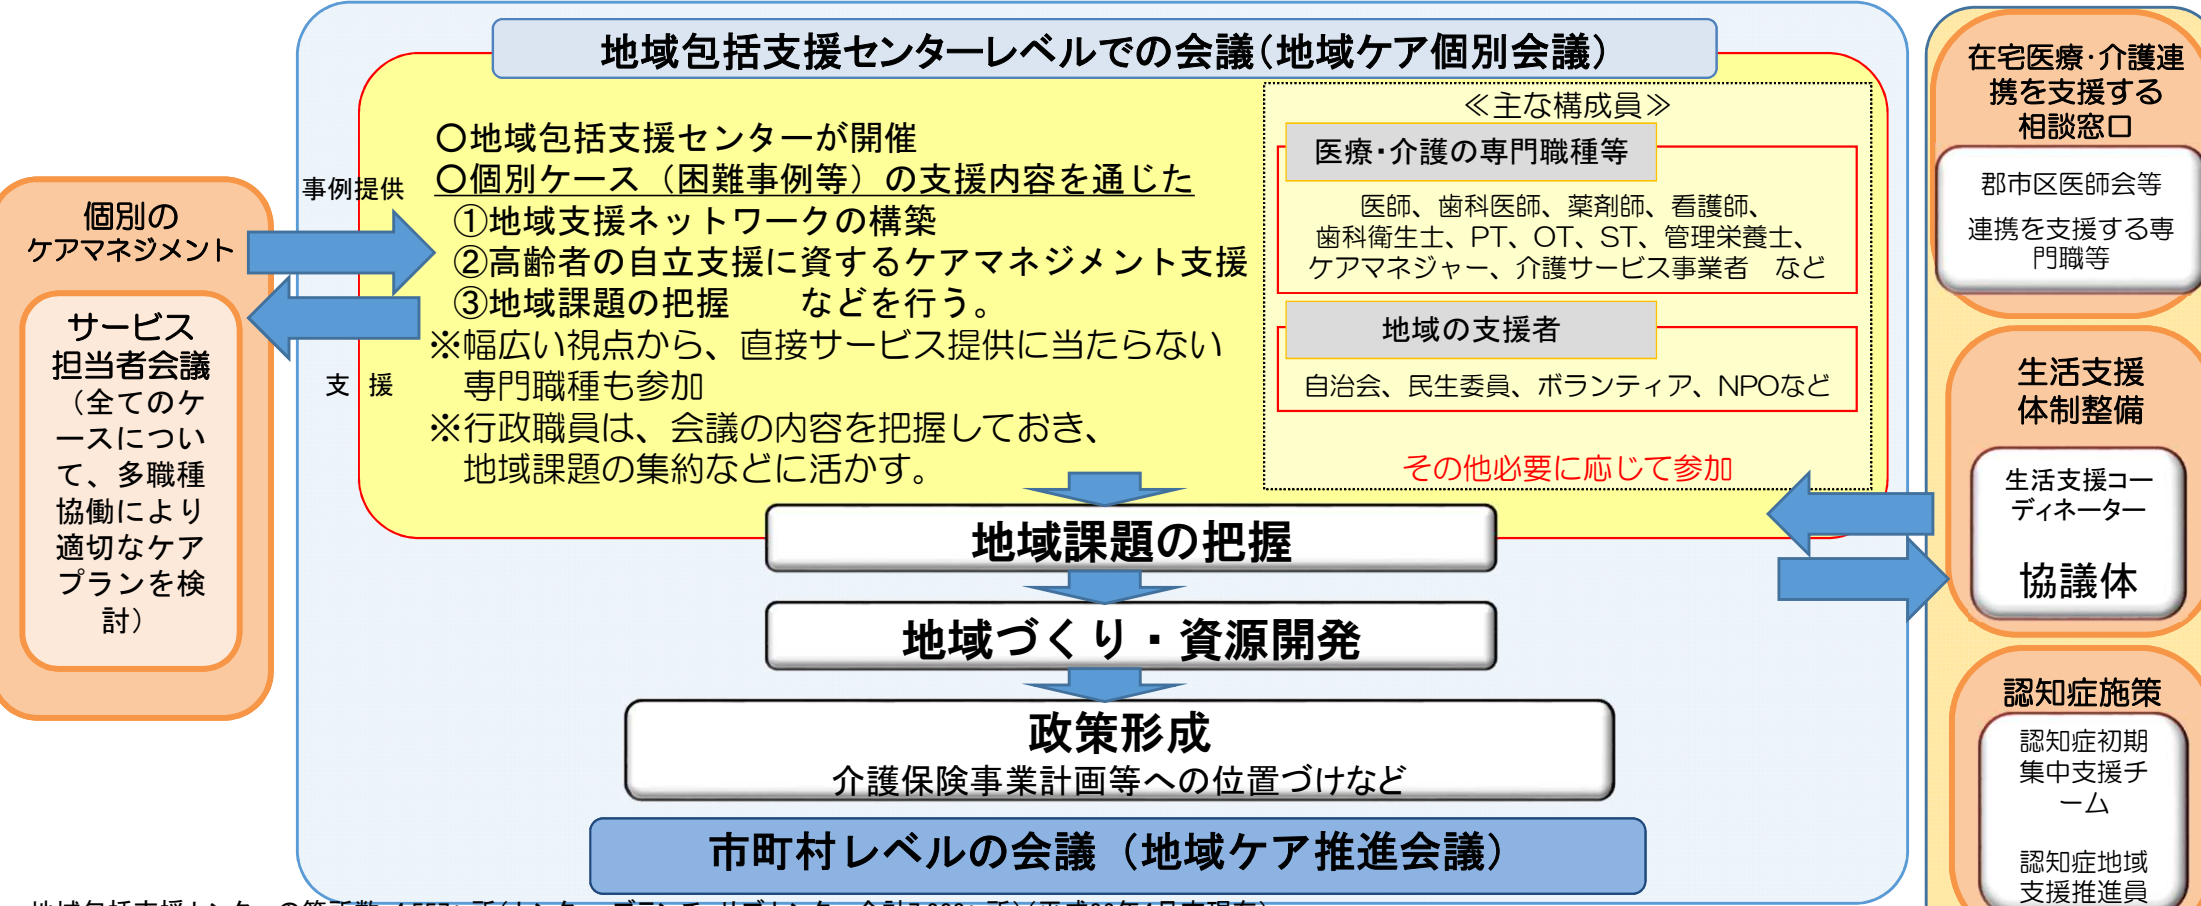 地域包括支援センターレベルでの会議(地域ケア個別会議)
〇地域包括支援センターが開催
〇個別ケース（困難事例等）の支援内容を通じた
①地域支援ネットワークの構築
②高齢者の自立支援に資するケアマネジメント支援
③地域課題の把握　　などを行う。
※幅広い視点から、直接サービス提供に当たらない
専門職種も参加
※行政職員は、会議の内容を把握しておき、
地域課題の集約などに活かす。
≪主な構成員≫
医療･介護の専門職種等
医師、歯科医師、薬剤師、看護師、
歯科衛生士、PT、OT、ST、管理栄養士、
ケアマネジャー、介護サービス事業者　など
地域の支援者
自治会、民生委員、ボランティア、NPOなど
その他必要に応じて参加
事例提供
支　援
個別の
ケアマネジメント
サービス
担当者会議
（全てのケ
ースについ
て、多職種
協働により
適切なケア
プランを検
討）
地域課題の把握
地域づくり・資源開発
政策形成
介護保険事業計画等への位置づけなど
市町村レベルの会議（地域ケア推進会議）
在宅医療･介護連
携を支援する
相談窓口
郡市区医師会等
連携を支援する専
門職等
生活支援
体制整備
生活支援コー
ディネーター
協議体
認知症施策
認知症初期
集中支援チ
ーム
認知症地域
支援推進員